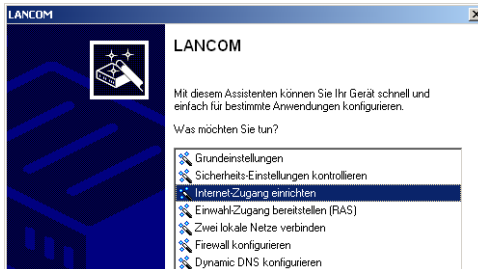 LANCOM
LANCOM
Mit diesem Assistenten können Sie Ihr Gerät schnell und
einfach für bestimmte Anwendungen konfigurieren.
Was möchten Sie tun?
Grundeinstellungen
Sicherheits-Einstellungen kontrollieren
Internet-Zugang einrichten
Einwahl-Zugang bereitstellen (RAS)
Zwei lokale Netze verbinden
Firewall konfigurieren
Dynamic DNS konfigurieren